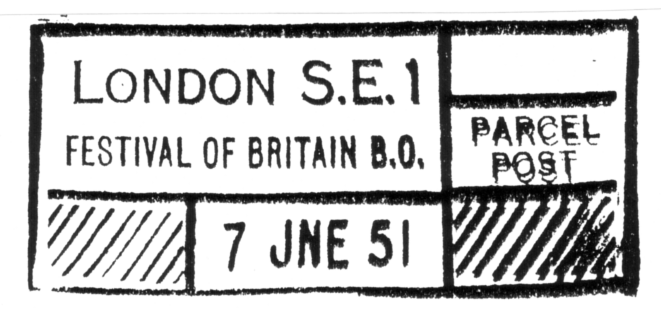 LONDON S.E.1
FESTIVAL OF BRITAIN B.O.
7 JNE 51
PARCEL
POST